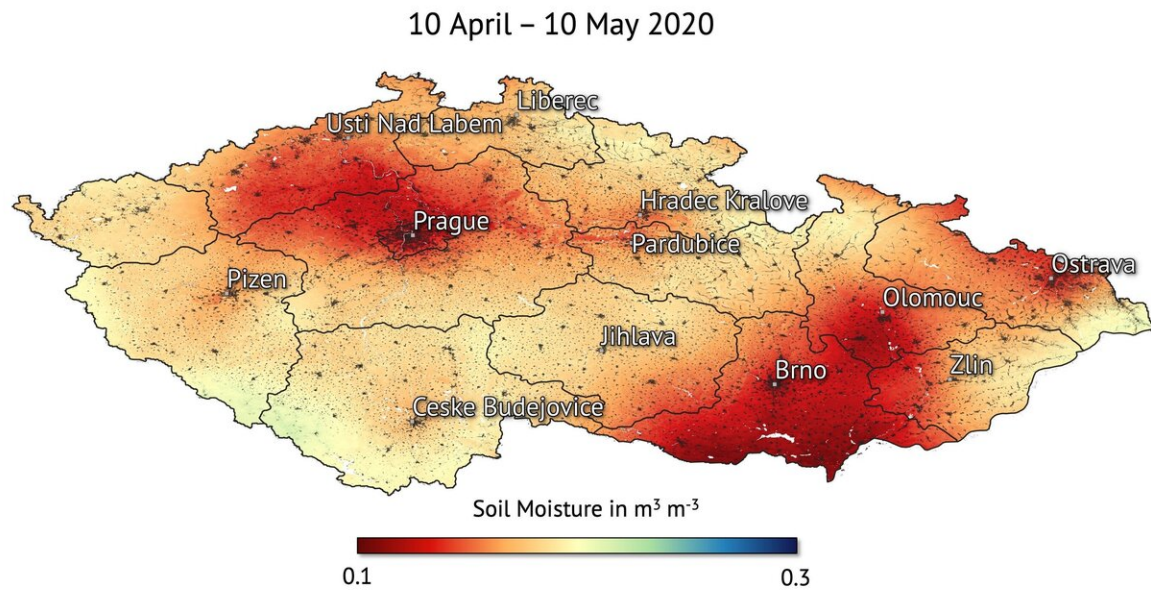 10 April – 10 May 2020
Liberec
Usti Nad Labem
Hradec Kralove
Prague
Pardubice
Ostrava
Pizen
Olomouc
Jihlava
Zlin
Brno
Ceske Budejovice
Soil Moisture in m³ m⁻³
0.1 0.3